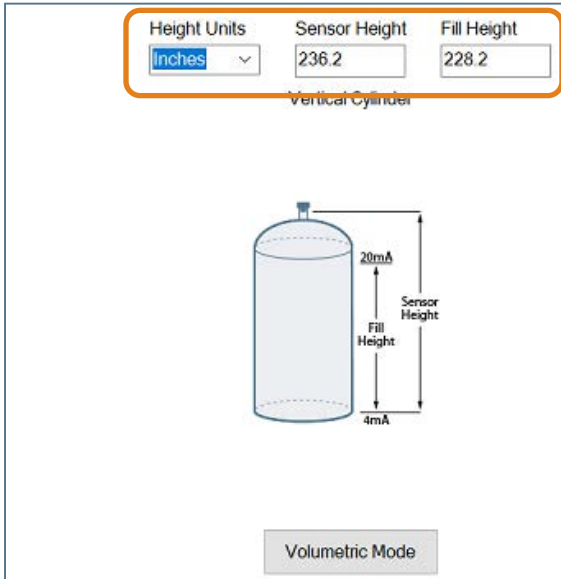 Height Units Sensor Height Fill Height
Inches 236.2 228.2
Vertical Cylinder
20mA
Sensor
Height
Fill
Height
4mA
Volumetric Mode